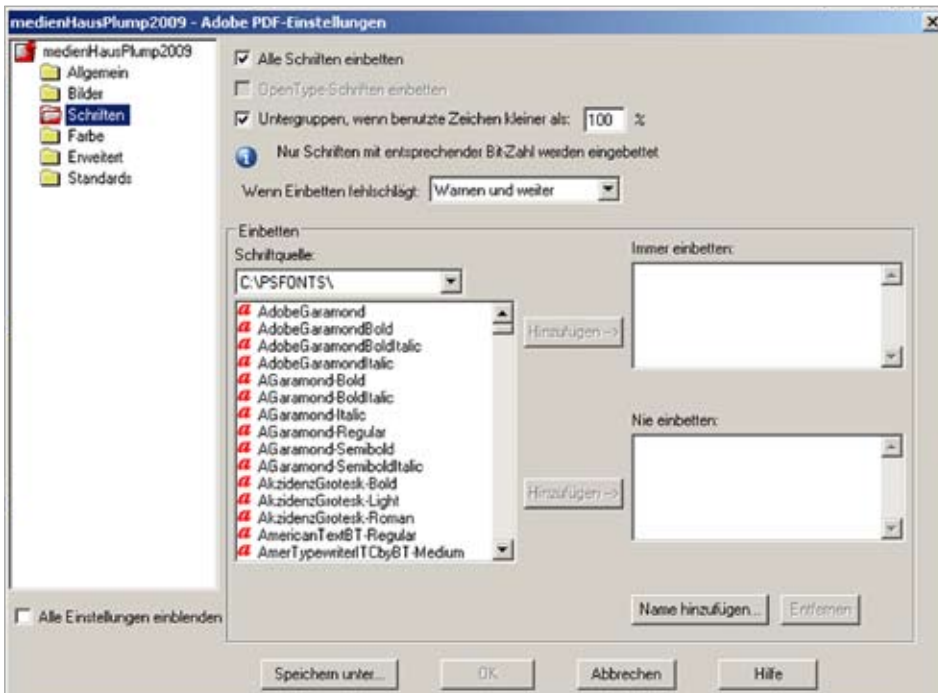 medienHausPlump2009 - Adobe PDF-Einstellungen
medienHausPlump2009
Allgemein
Bilder
Schriften
Farbe
Erweitert
Standards
Alle Einstellungen einblenden
Alle Schriften einbetten
OpenType-Schriften einbetten
Untergruppen, wenn benutzte Zeichen kleiner als: 100 %
Nur Schriften mit entsprechender Bit-Zahl werden eingebettet
Wenn Einbetten fehlschlägt: Warnen und weiter
Einbetten
Schriftquelle:
C:\PSFONTS\
AdobeGaramond
AdobeGaramondBold
AdobeGaramondBoldItalic
AdobeGaramondItalic
AGaramond-Bold
AGaramond-BoldItalic
AGaramond-Italic
AGaramond-Regular
AGaramond-Semibold
AGaramond-SemiboldItalic
AkzidenzGrotesk-Bold
AkzidenzGrotesk-Light
AkzidenzGrotesk-Roman
AmericanTextBT-Regular
AmerTypewriterITCbyBT-Medium
Hinzufügen -->
Immer einbetten:
Hinzufügen -->
Nie einbetten:
Name hinzufügen...
Entfernen
Speichern unter...
OK
Abbrechen
Hilfe